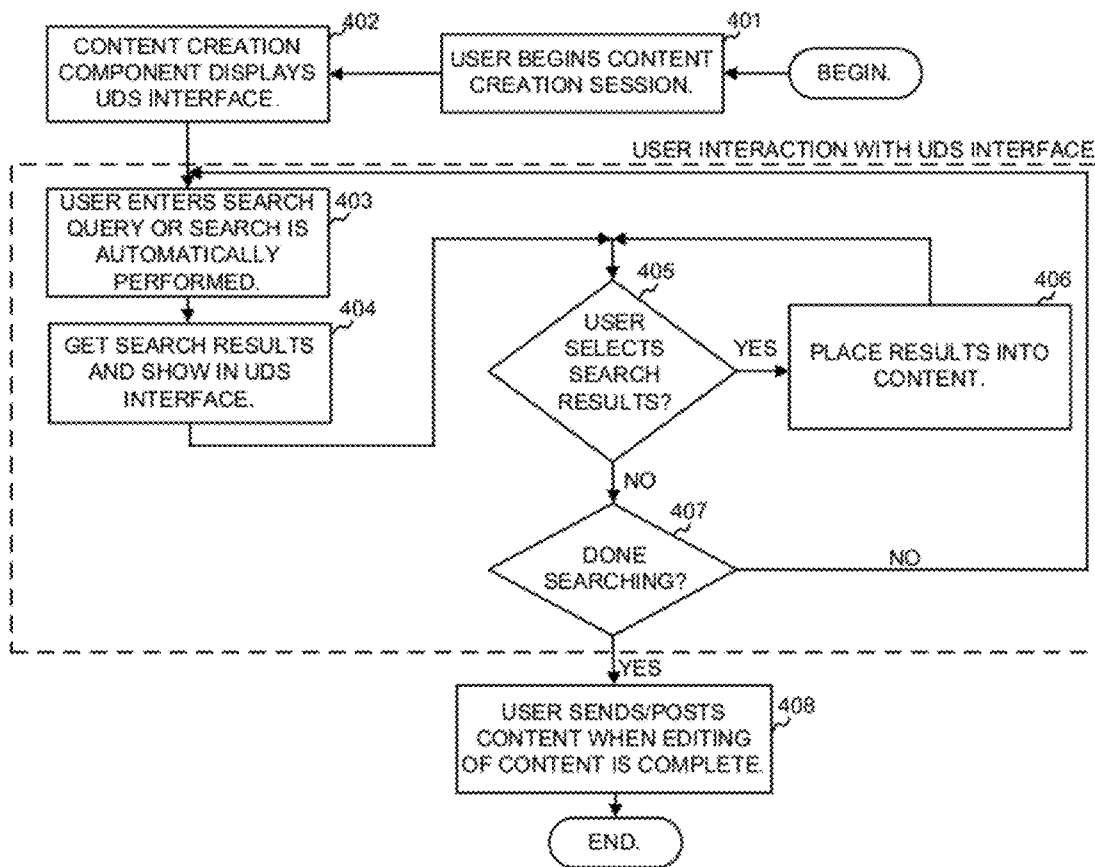 BEGIN.
401
USER BEGINS CONTENT
CREATION SESSION.
402
CONTENT CREATION
COMPONENT DISPLAYS
UDS INTERFACE.
USER INTERACTION WITH UDS INTERFACE
403
USER ENTERS SEARCH
QUERY OR SEARCH IS
AUTOMATICALLY
PERFORMED.
404
GET SEARCH RESULTS
AND SHOW IN UDS
INTERFACE.
405
USER
SELECTS
SEARCH
RESULTS?
YES
406
PLACE RESULTS INTO
CONTENT.
NO
407
DONE
SEARCHING?
NO
YES
408
USER SENDS/POSTS
CONTENT WHEN EDITING
OF CONTENT IS COMPLETE.
END.